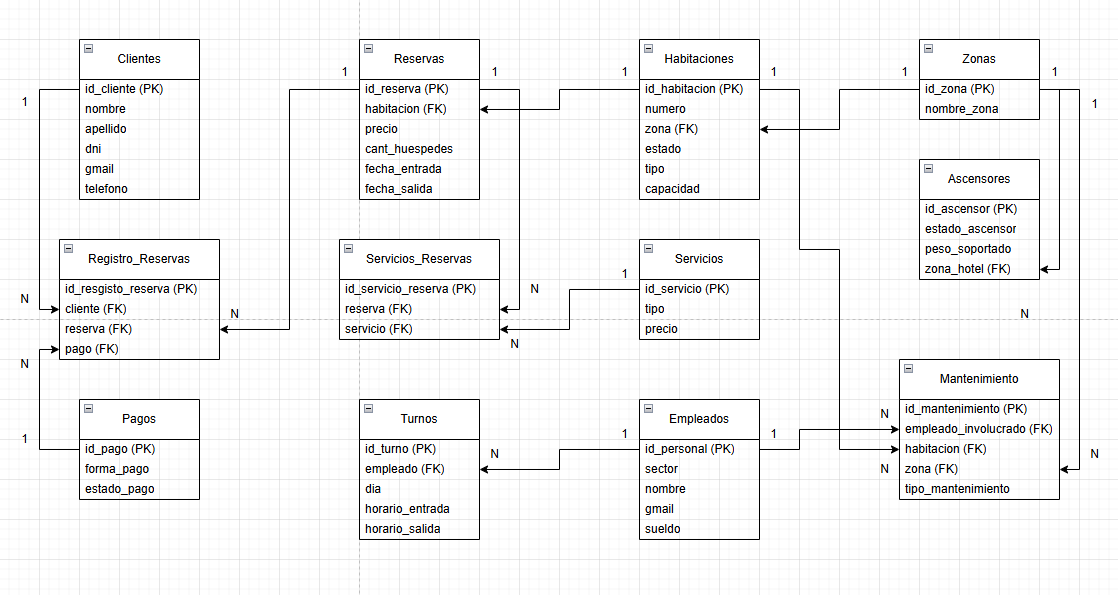 Clientes
id_cliente (PK)
nombre
apellido
dni
gmail
telefono
1
1
Reservas
id_reserva (PK)
habitacion (FK)
precio
cant_huespedes
fecha_entrada
fecha_salida
1
1
Habitaciones
id_habitacion (PK)
numero
zona (FK)
estado
tipo
capacidad
1
1
Zonas
id_zona (PK)
nombre_zona
1
1
Ascensores
id_ascensor (PK)
estado_ascensor
peso_soportado
zona_hotel (FK)
N
Registro_Reservas
id_resgisto_reserva (PK)
cliente (FK)
reserva (FK)
pago (FK)
N
N
N
Servicios_Reservas
id_servicio_reserva (PK)
reserva (FK)
servicio (FK)
N
N
1
Servicios
id_servicio (PK)
tipo
precio
Pagos
id_pago (PK)
forma_pago
estado_pago
1
Turnos
id_turno (PK)
empleado (FK)
dia
horario_entrada
horario_salida
N
1
Empleados
id_personal (PK)
sector
nombre
gmail
sueldo
1
Mantenimiento
id_mantenimiento (PK)
empleado_involucrado (FK)
habitacion (FK)
zona (FK)
tipo_mantenimiento
N
N
N